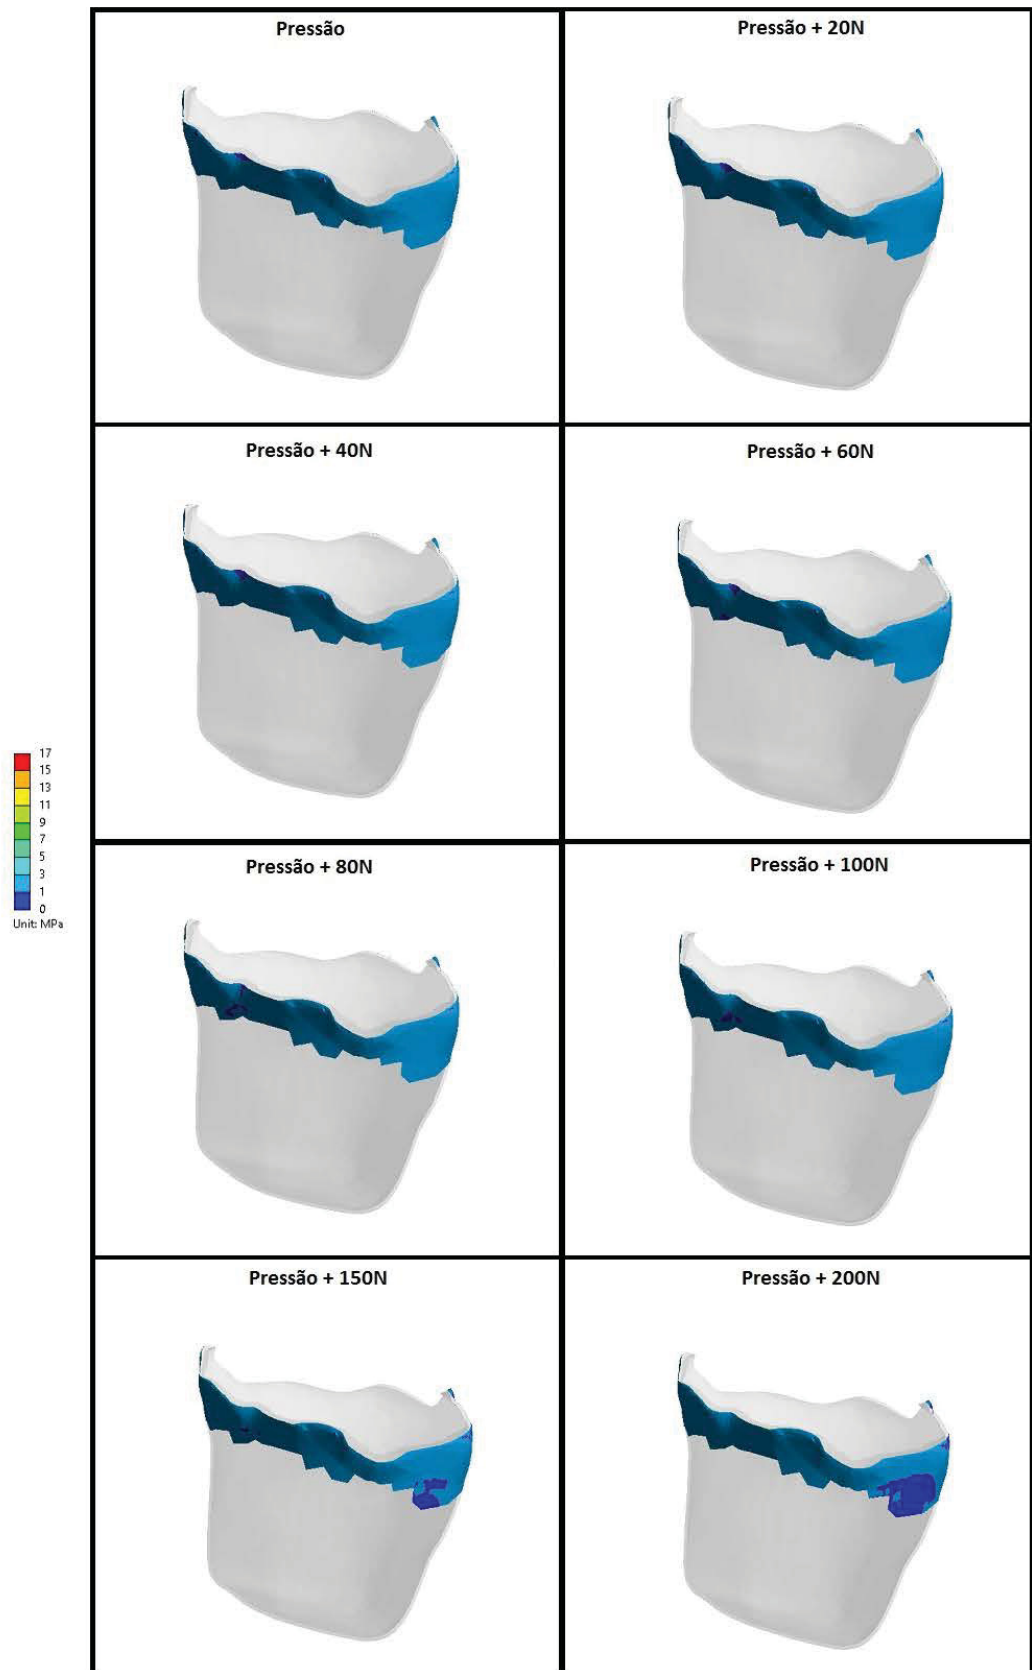 Pressão
Pressão + 20N
Pressão + 40N
Pressão + 60N
17
15
13
11
9
7
5
3
1
0
Unit: MPa
Pressão + 80N
Pressão + 100N
Pressão + 150N
Pressão + 200N